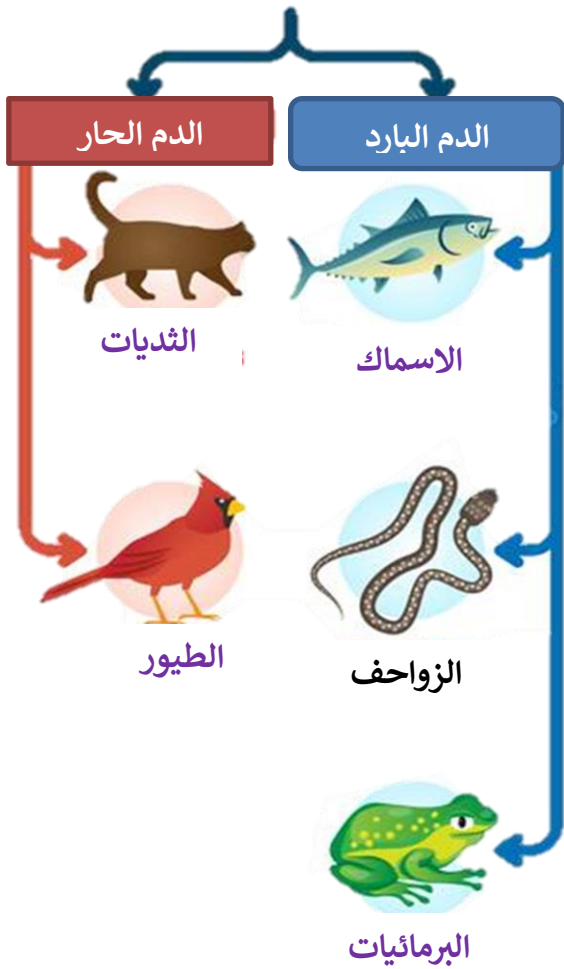 الدم البارد
الدم الحار
الاسماك
الثديات
الزواحف
الطيور
البرمائيات